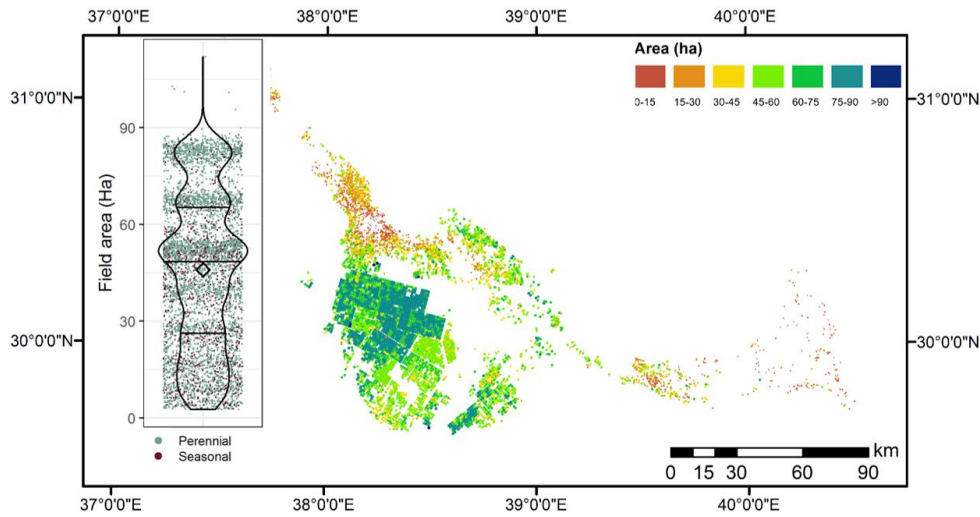 37°0'0"E 38°0'0"E 39°0'0"E 40°0'0"E
Area (ha)
0-15 15-30 30-45 45-60 60-75 75-90 >90
31°0'0"N 31°0'0"N
90
Field area (Ha)
60
30
30°0'0"N 30°0'0"N
0
Perennial
Seasonal
km
0 15 30 60 90
37°0'0"E 38°0'0"E 39°0'0"E 40°0'0"E